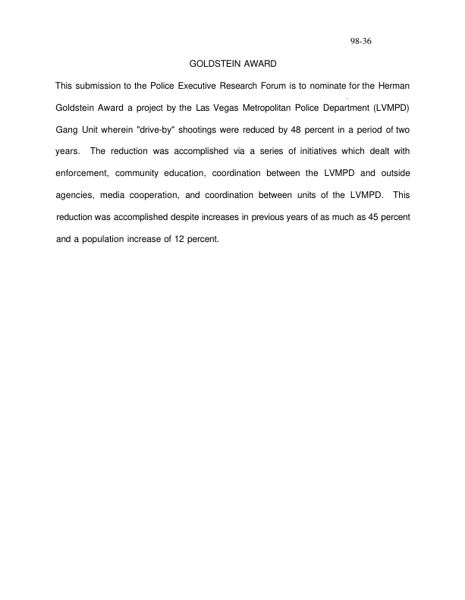 98-36
GOLDSTEIN AWARD
This submission to the Police Executive Research Forum is to nominate for the Herman
Goldstein Award a project by the Las Vegas Metropolitan Police Department (LVMPD)
Gang Unit wherein "drive-by" shootings were reduced by 48 percent in a period of two
years. The reduction was accomplished via a series of initiatives which dealt with
enforcement, community education, coordination between the LVMPD and outside
agencies, media cooperation, and coordination between units of the LVMPD. This
reduction was accomplished despite increases in previous years of as much as 45 percent
and a population increase of 12 percent.